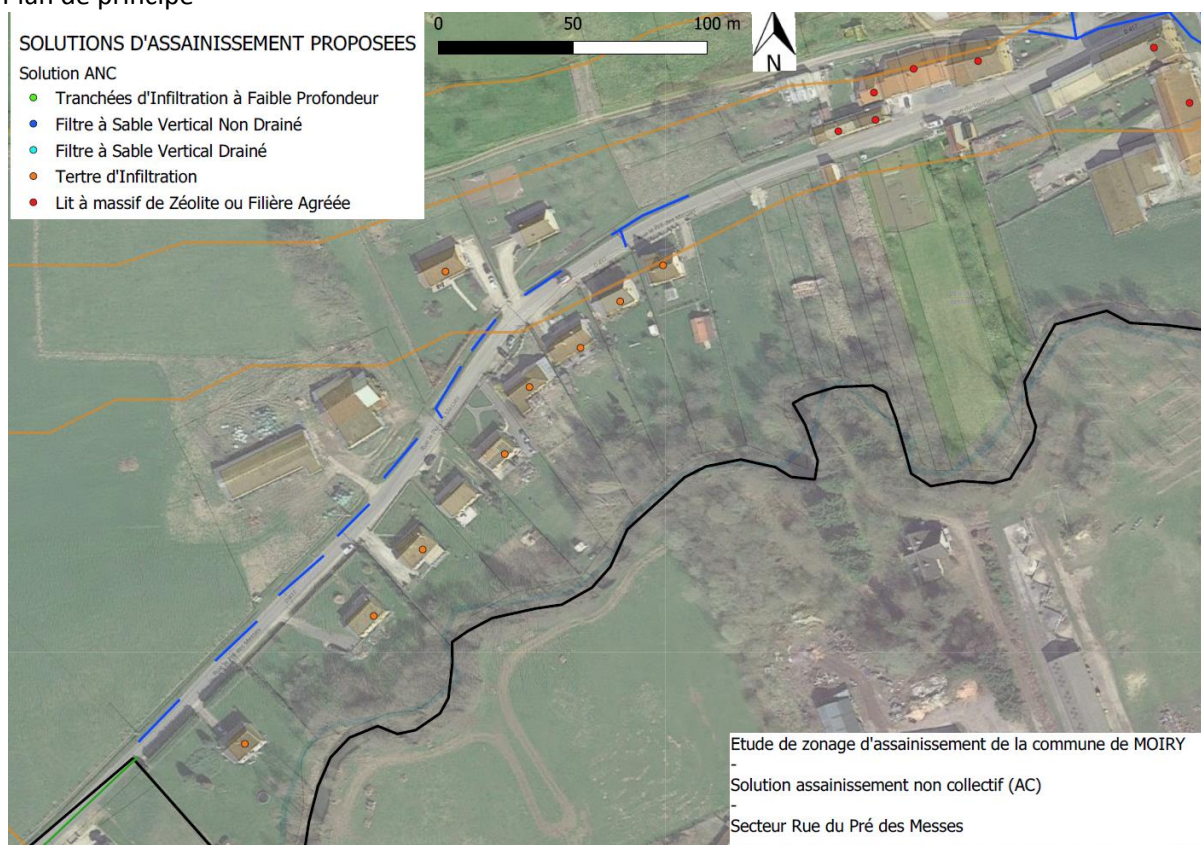 Plan de principe
SOLUTIONS D'ASSAINISSEMENT PROPOSEES
Solution ANC
Tranchées d'Infiltration à Faible Profondeur
Filtre à Sable Vertical Non Drainé
Filtre à Sable Vertical Drainé
Tertre d'Infiltration
Lit à massif de Zéolite ou Filière Agréée
0 50 100 m
N
Etude de zonage d'assainissement de la commune de MOIRY
-
Solution assainissement non collectif (AC)
-
Secteur Rue du Pré des Messes